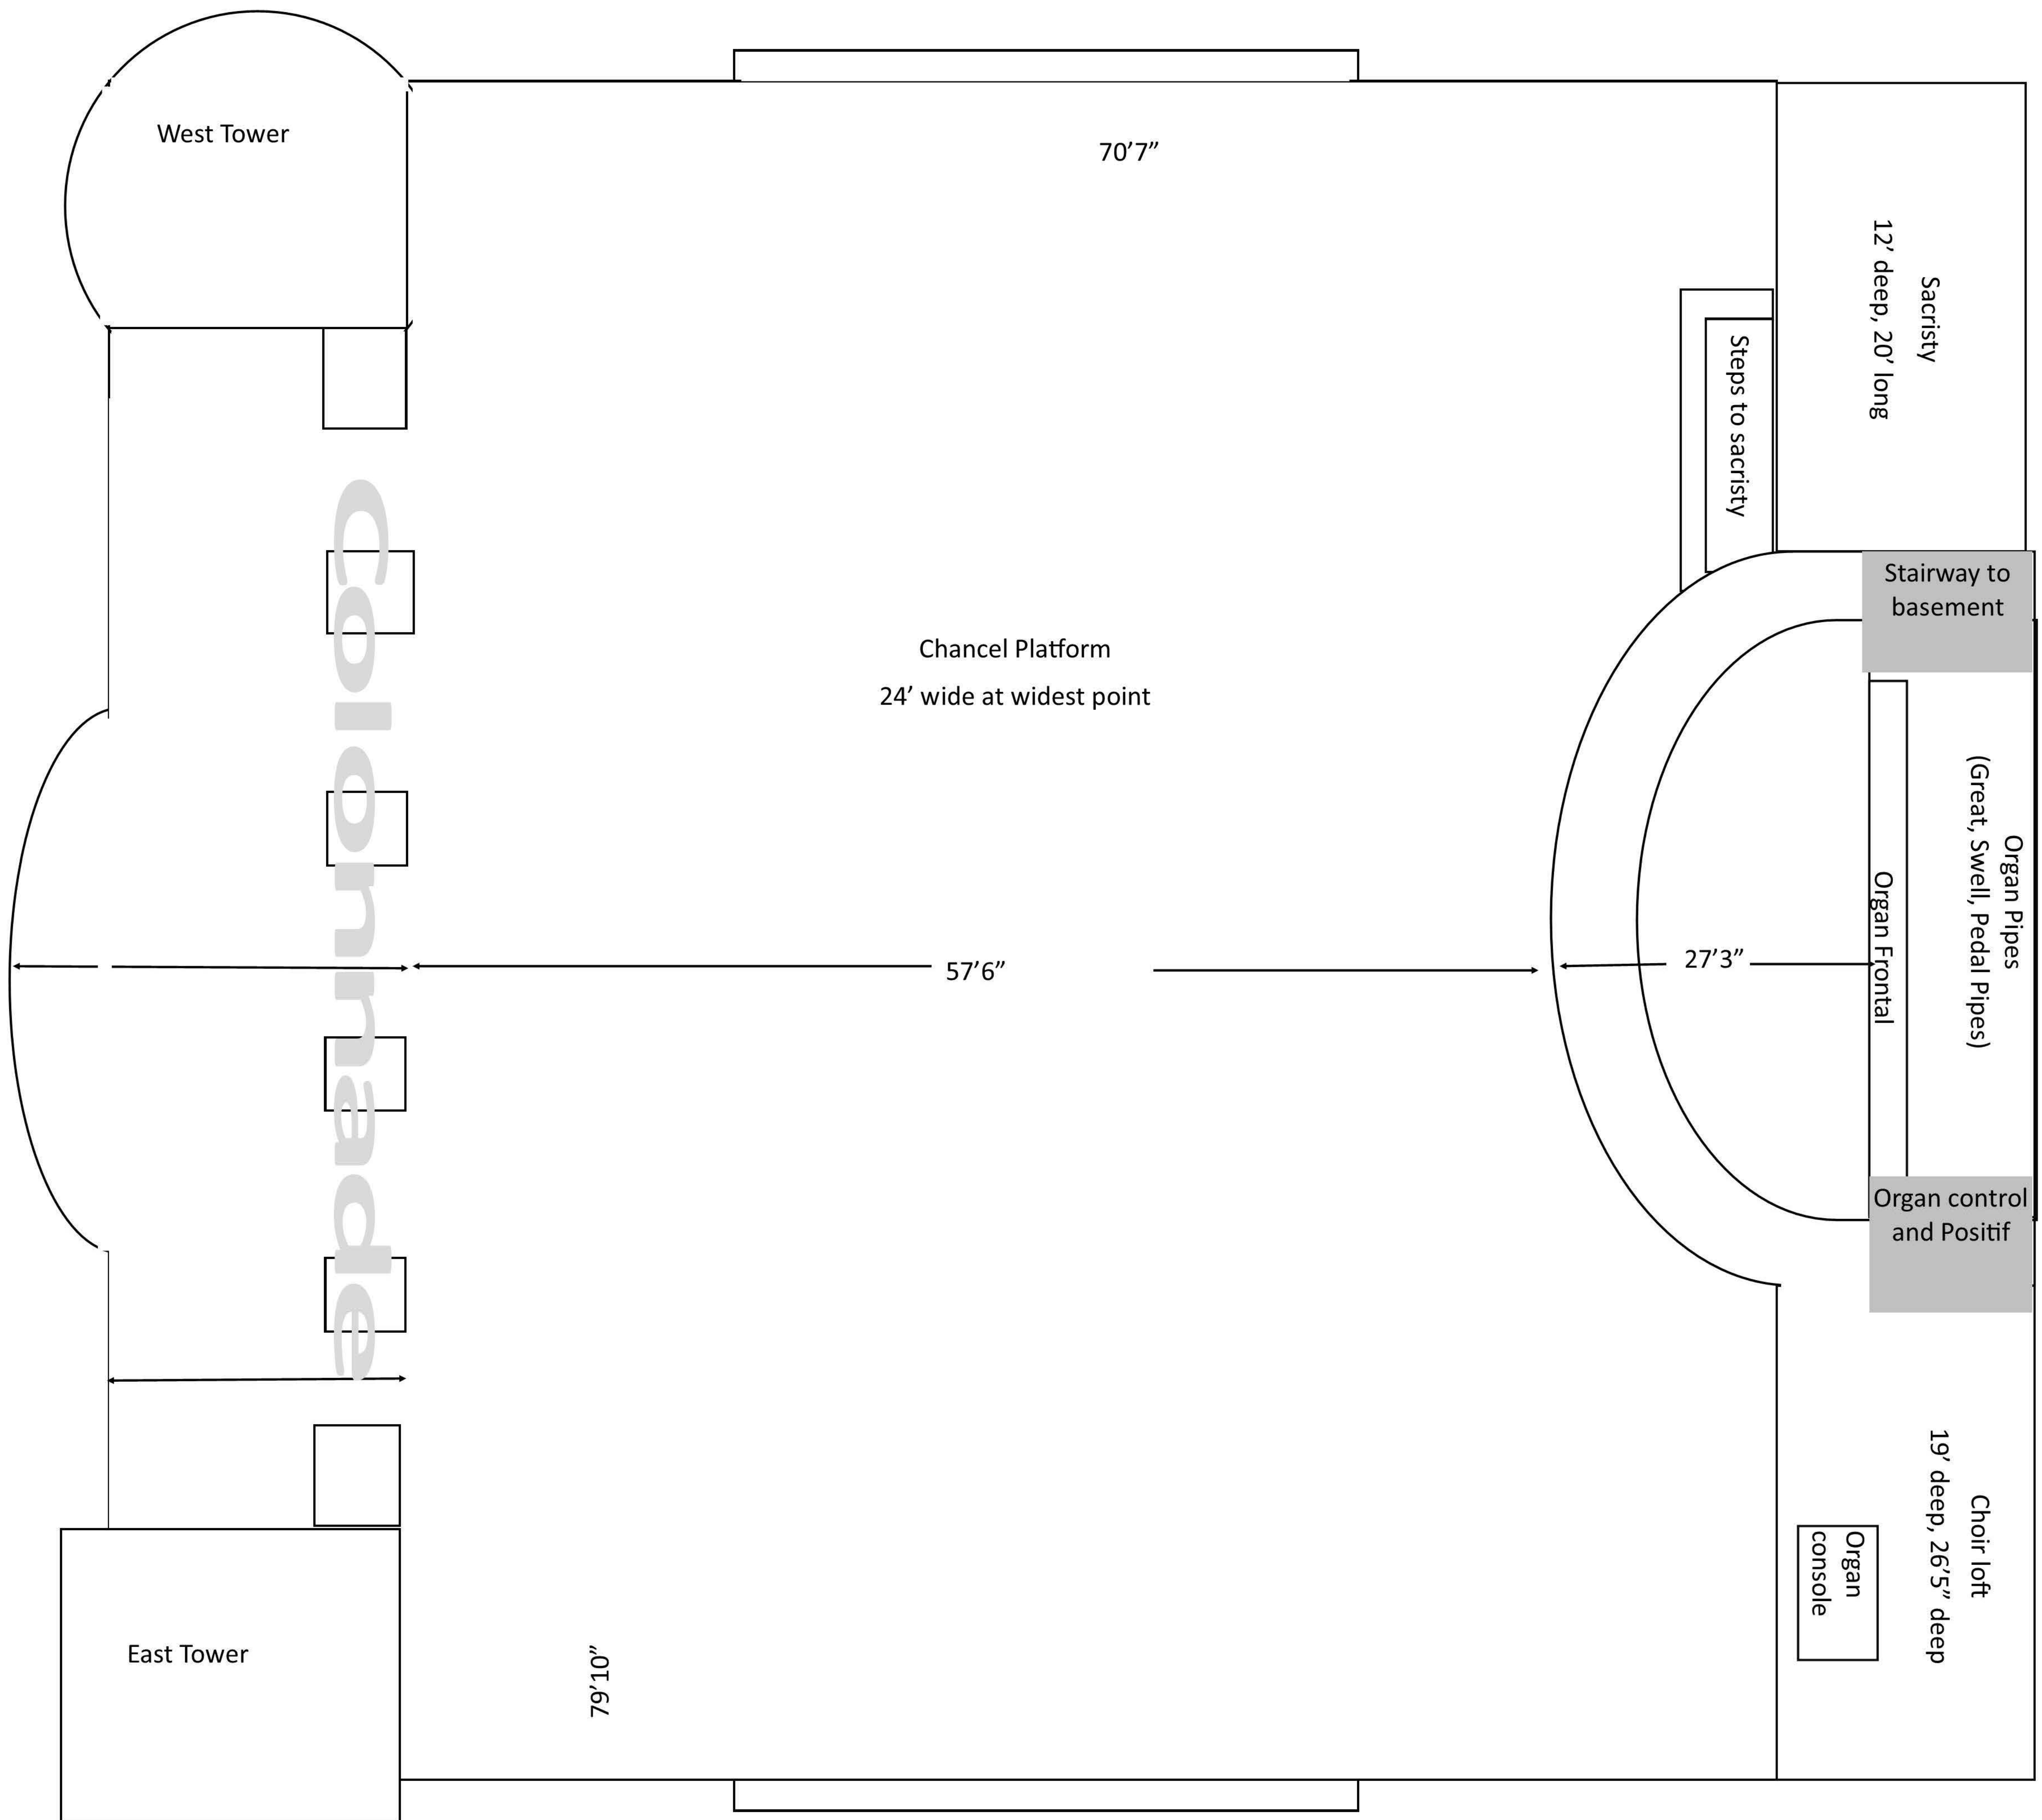 West Tower
70’7”
Sacristy
12’ deep, 20’ long
Steps to sacristy
Stairway to
basement
Chancel Platform
24’ wide at widest point
Colonnade
Organ Pipes
(Great, Swell, Pedal Pipes)
Organ Frontal
57’6”
27’3”
Organ control
and Positif
Choir loft
19’ deep, 26’5” deep
Organ
console
East Tower
79’10”